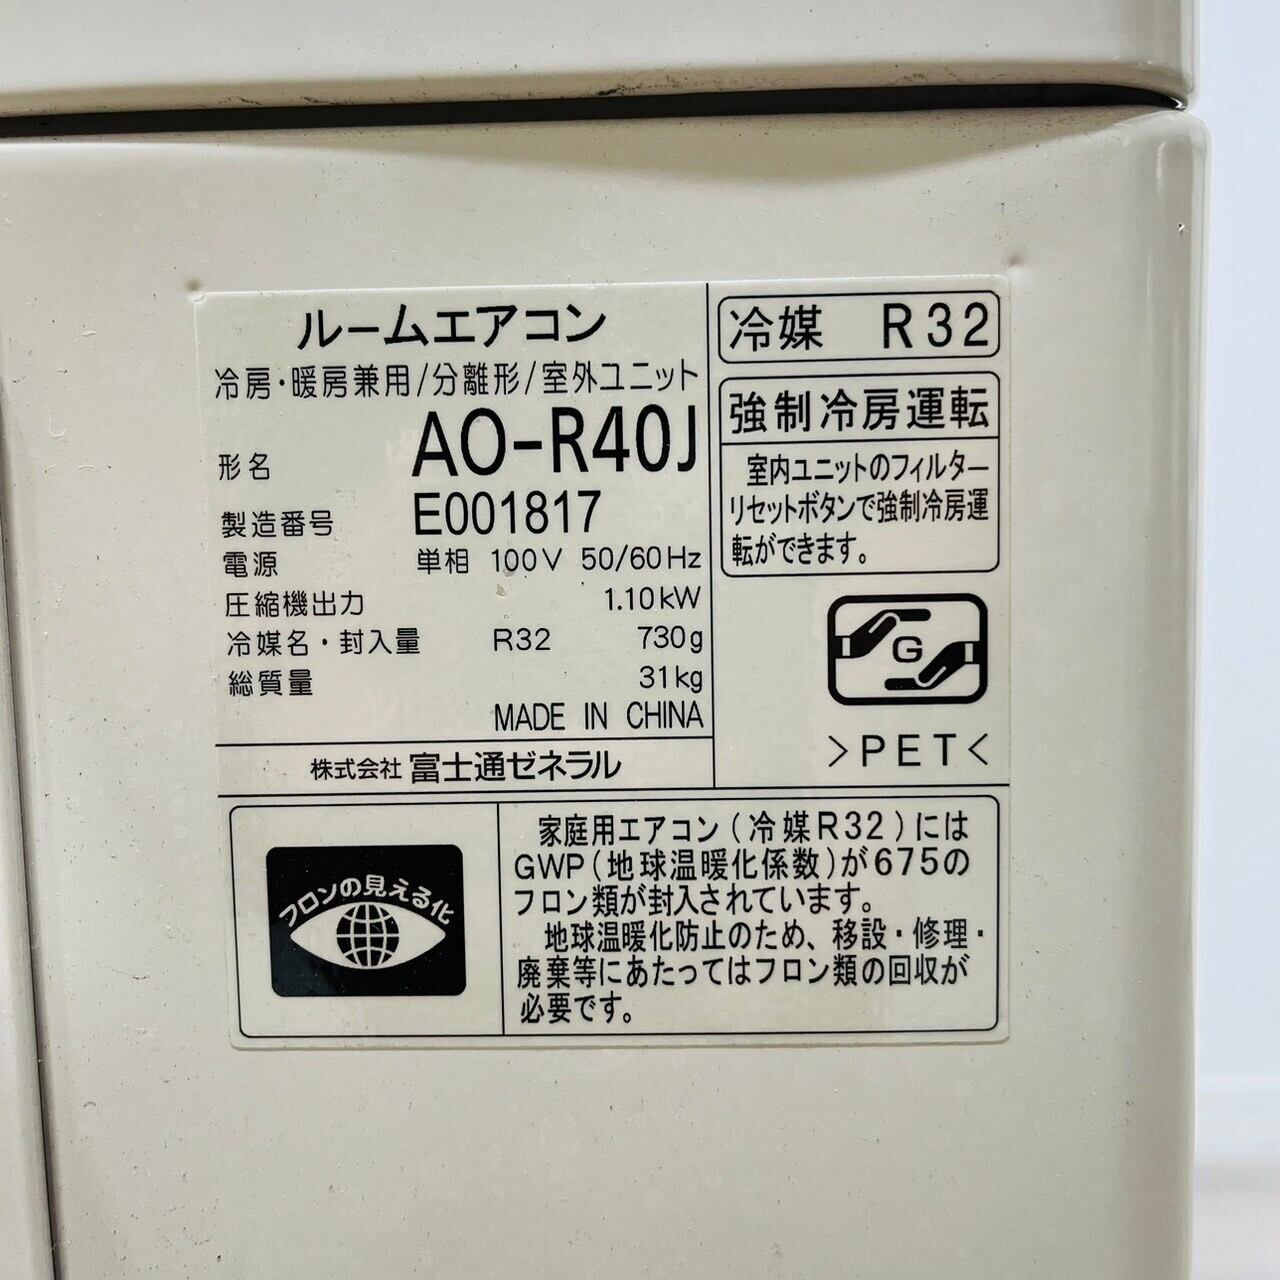 ルームエアコン
冷房・暖房兼用/分離形/室外ユニット
形名 AO-R40J
製造番号 E001817
電源 単相 100V 50/60Hz
圧縮機出力 1.10kW
冷媒名・封入量 R32 730g
総質量 31kg
MADE IN CHINA
株式会社 富士通ゼネラル
冷媒 R32
強制冷房運転
室内ユニットのフィルター
リセットボタンで強制冷房運
転ができます。
G
>PET<
フロンの見える化
家庭用エアコン(冷媒R32)には
GWP(地球温暖化係数)が675の
フロン類が封入されています。
地球温暖化防止のため、移設・修理・
廃棄等にあたってはフロン類の回収が
必要です。